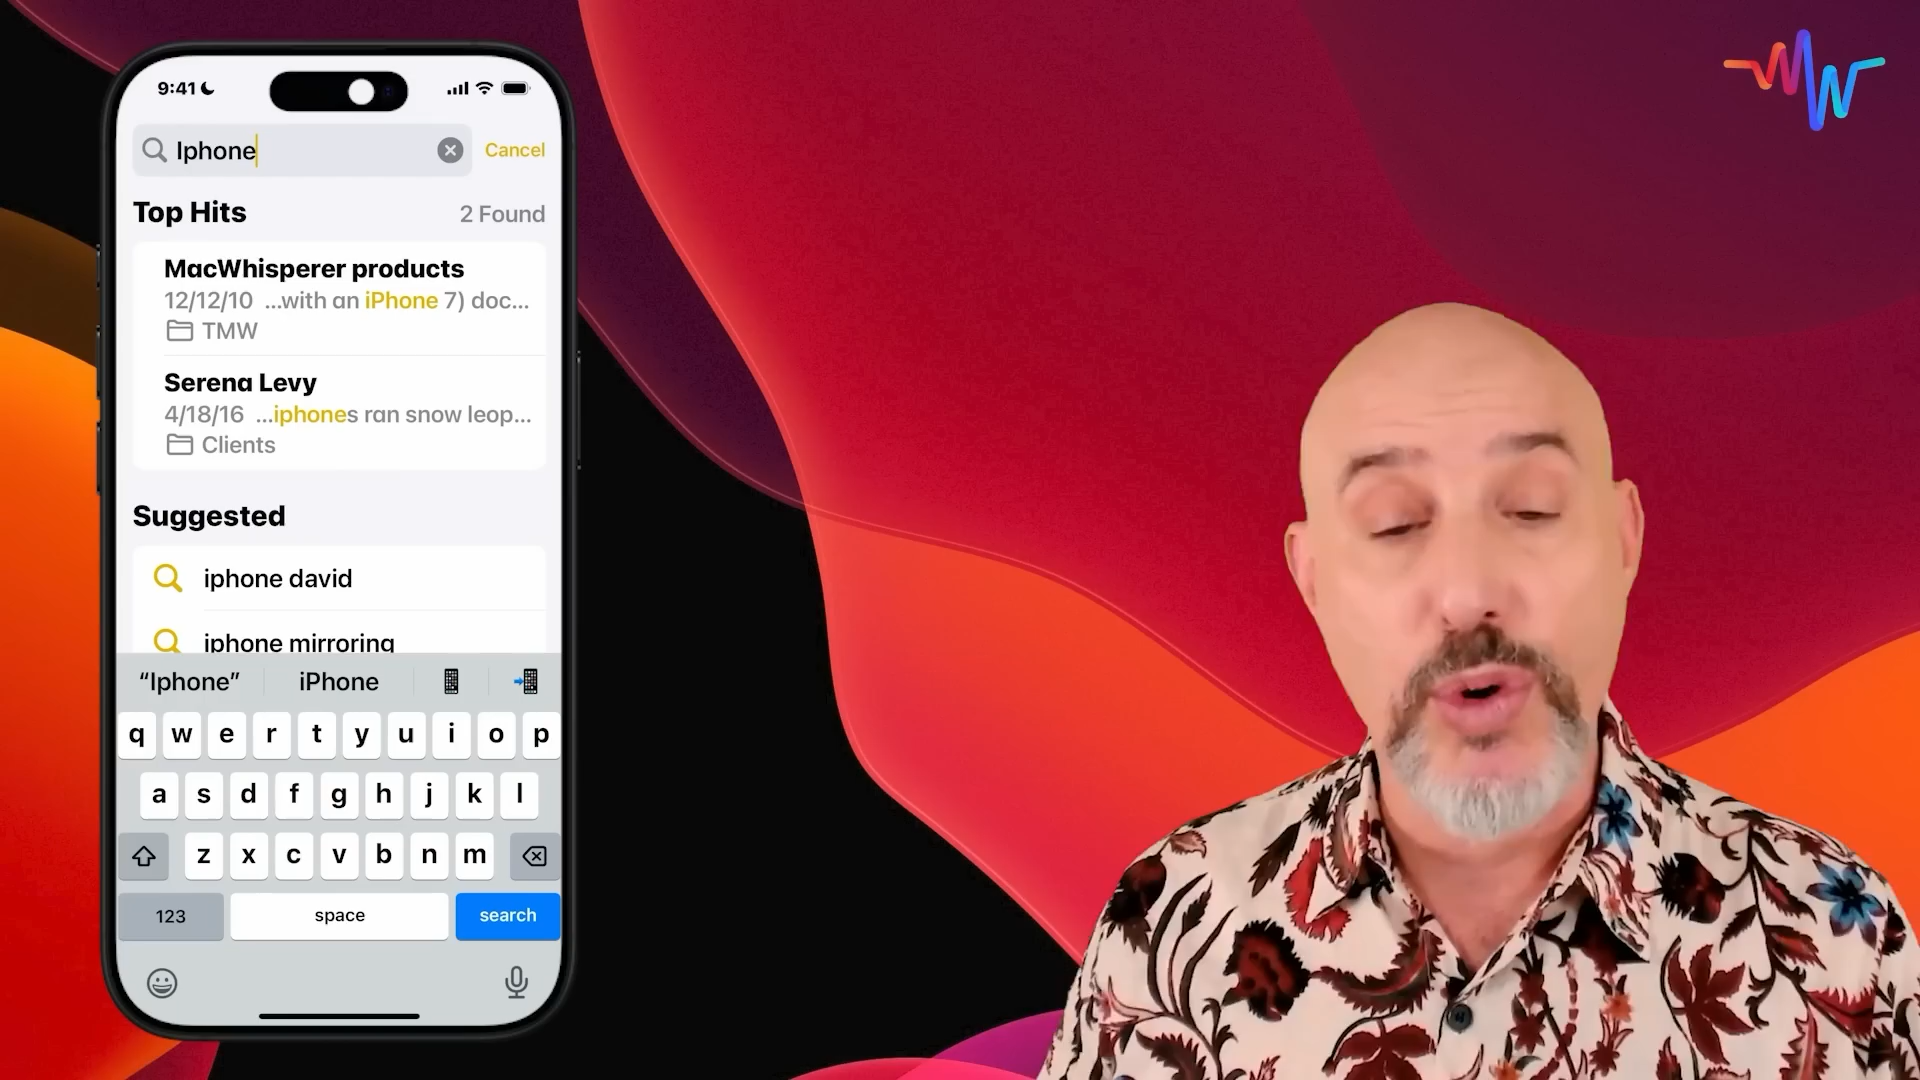 9:41
Iphone
Cancel
Top Hits
2 Found
MacWhisperer products
12/12/10 ...with an iPhone 7) doc...
TMW
Serena Levy
4/18/16 ...iphones ran snow leop...
Clients
Suggested
iphone david
iphone mirroring
“Iphone”
iPhone
q w e r t y u i o p
a s d f g h j k l
z x c v b n m
123
space
search
MW